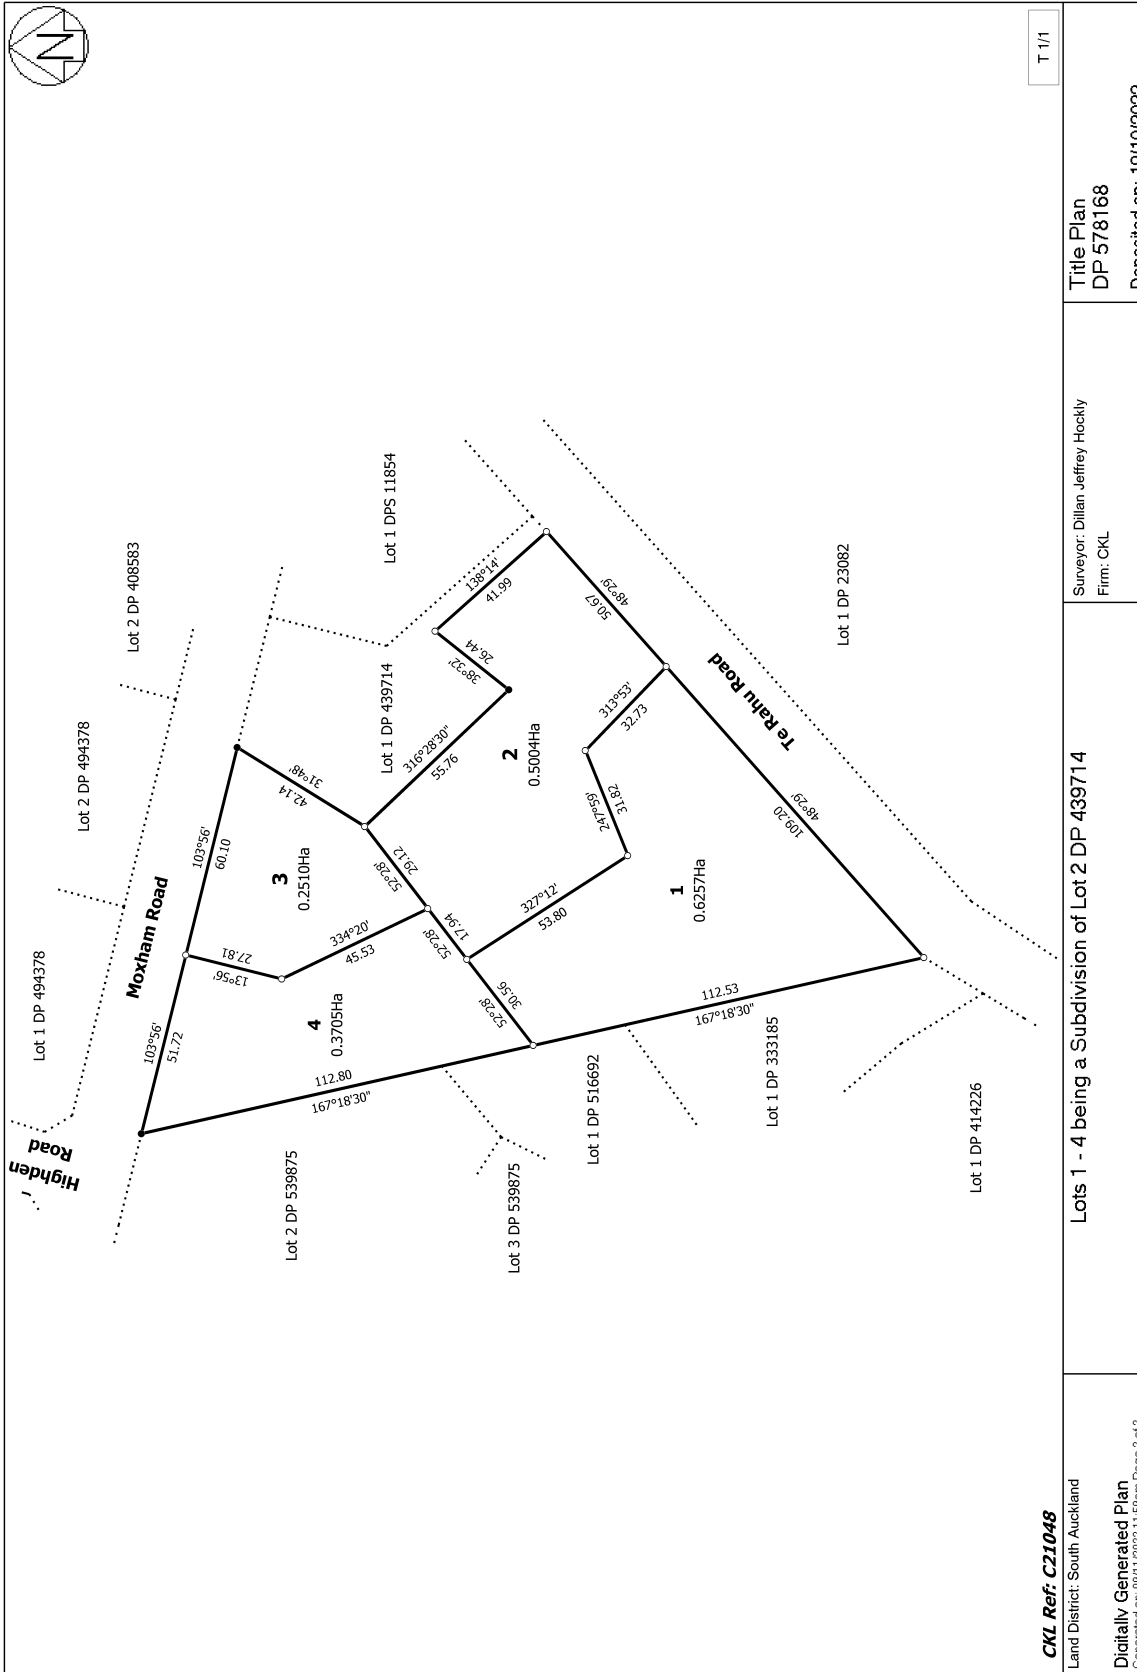 N
T 1/1
Lot 2 DP 408583
Lot 2 DP 494378
Lot 1 DP 494378
Highden
Road
Moxham Road
Lot 1 DPS 11854
Lot 1 DP 439714
103°56'
60.10
31°48'
42.14
316°28'30"
55.76
38°32'
26.44
138°14'
41.99
48°29'
50.67
313°53'
32.73
247°59'
31.82
2
0.5004Ha
3
0.2510Ha
103°56'
51.72
27.81
13°56'
334°20'
45.53
52°28'
29.12
52°28'
17.94
327°12'
53.80
52°28'
30.56
4
0.3705Ha
1
0.6257Ha
Te Rahu Road
48°29'
109.20
Lot 1 DP 23082
112.80
167°18'30"
112.53
167°18'30"
Lot 2 DP 539875
Lot 3 DP 539875
Lot 1 DP 516692
Lot 1 DP 333185
Lot 1 DP 414226
CKL Ref: C21048
Land District: South Auckland
Digitally Generated Plan
Lots 1 - 4 being a Subdivision of Lot 2 DP 439714
Surveyor: Dillan Jeffrey Hockly
Firm: CKL
Title Plan
DP 578168